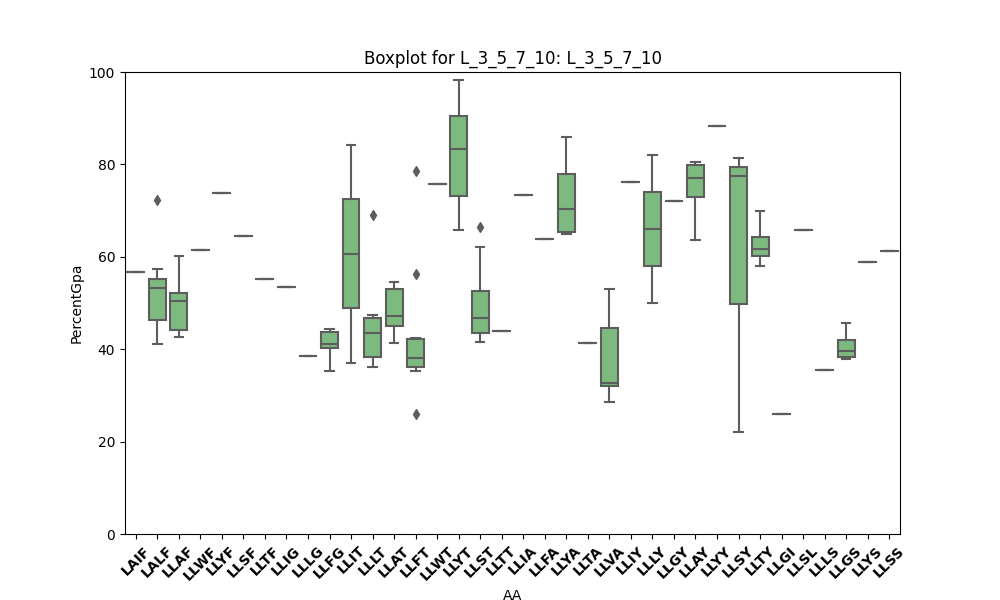 Boxplot for L_3_5_7_10: L_3_5_7_10
100
80
60
40
20
0
PercentGpa
LAIF
LALF
LLAF
LLWF
LLYF
LLSF
LLTF
LLIG
LLLG
LLFG
LLIT
LLLT
LLAT
LLFT
LLWT
LLYT
LLST
LLTT
LLIA
LLFA
LLYA
LLTA
LLVA
LLIY
LLLY
LLGY
LLAY
LLYY
LLSY
LLTY
LLGI
LLSL
LLLS
LLGS
LLYS
LLSS
AA